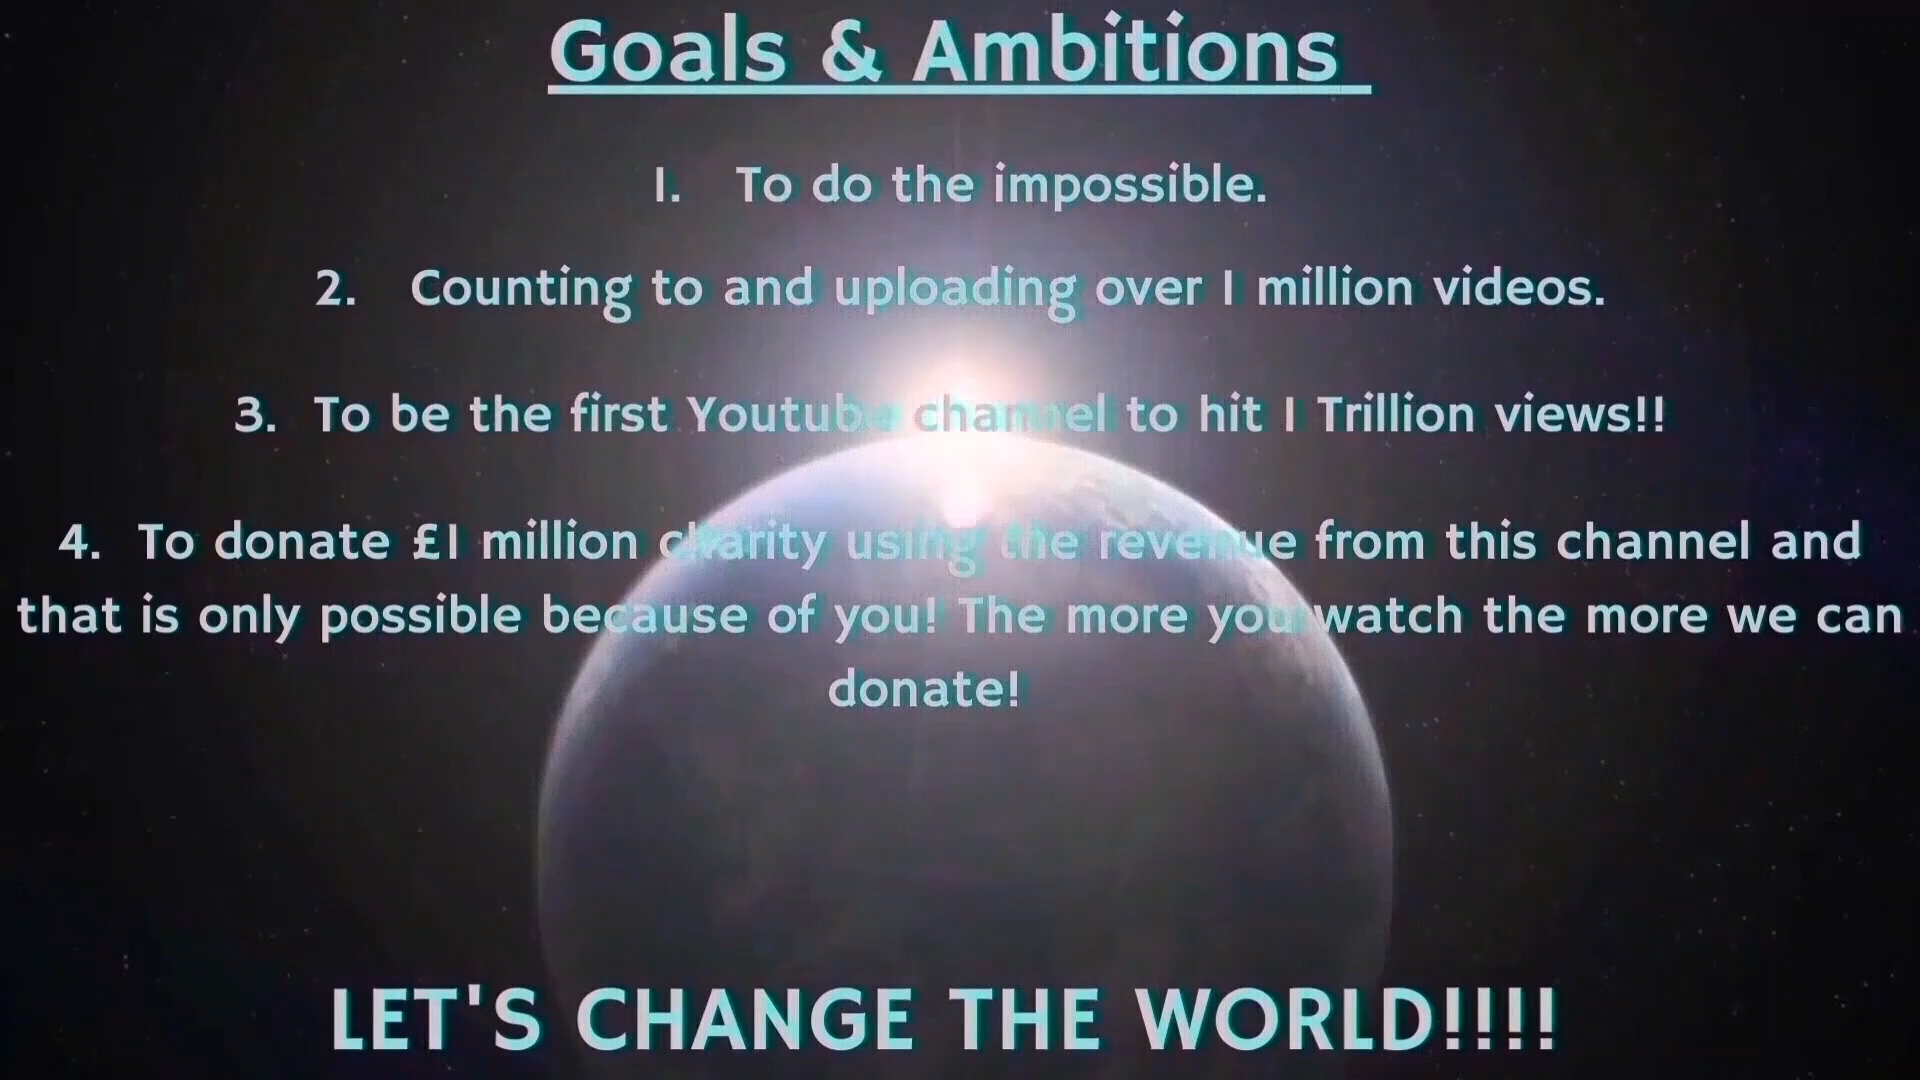 Goals & Ambitions
1. To do the impossible.
2. Counting to and uploading over 1 million videos.
3. To be the first Youtube channel to hit 1 Trillion views!!
4. To donate £1 million charity using the revenue from this channel and
that is only possible because of you! The more you watch the more we can
donate!
LET'S CHANGE THE WORLD!!!!